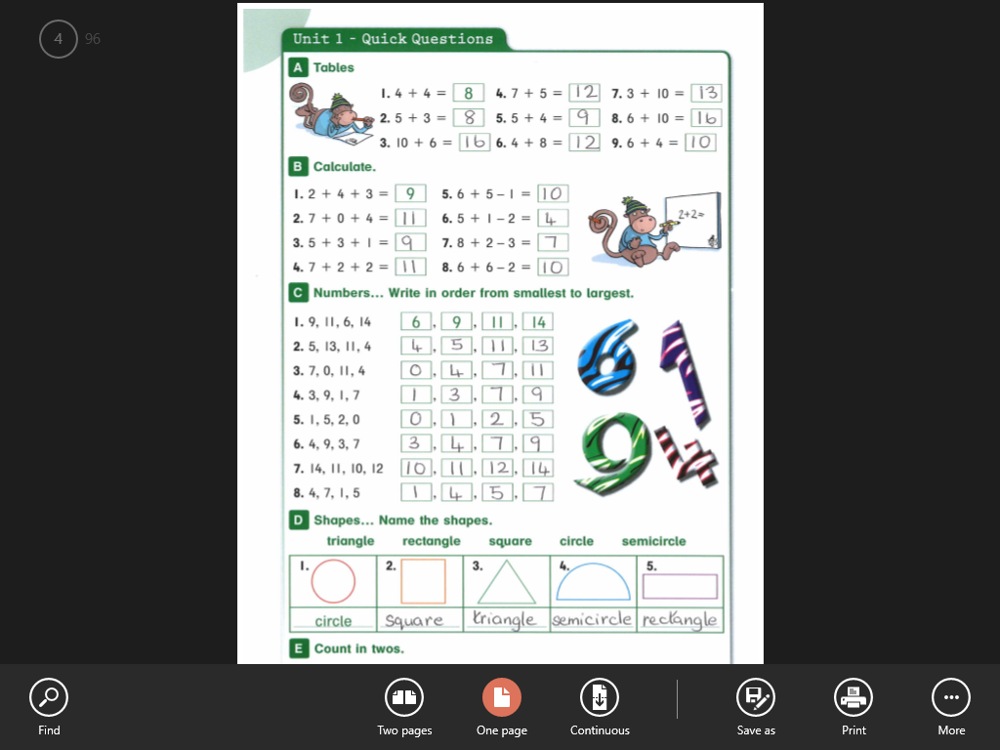 4 96
Unit 1 - Quick Questions
A Tables
1. 4 + 4 = 8 4. 7 + 5 = 12 7. 3 + 10 = 13
2. 5 + 3 = 8 5. 5 + 4 = 9 8. 6 + 10 = 16
3. 10 + 6 = 16 6. 4 + 8 = 12 9. 6 + 4 = 10
B Calculate.
1. 2 + 4 + 3 = 9 5. 6 + 5 - 1 = 10
2. 7 + 0 + 4 = 11 6. 5 + 1 - 2 = 4
3. 5 + 3 + 1 = 9 7. 8 + 2 - 3 = 7
4. 7 + 2 + 2 = 11 8. 6 + 6 - 2 = 10
2+2=
C Numbers... Write in order from smallest to largest.
1. 9, 11, 6, 14 6, 9, 11, 14
2. 5, 13, 11, 4 4, 5, 11, 13
3. 7, 0, 11, 4 0, 4, 7, 11
4. 3, 9, 1, 7 1, 3, 7, 9
5. 1, 5, 2, 0 0, 1, 2, 5
6. 4, 9, 3, 7 3, 4, 7, 9
7. 14, 11, 10, 12 10, 11, 12, 14
8. 4, 7, 1, 5 1, 4, 5, 7
6 1
9 4
D Shapes... Name the shapes.
triangle rectangle square circle semicircle
1. 2. 3. 4. 5.
circle square triangle semicircle rectangle
E Count in twos.
Find Two pages One page Continuous Save as Print More